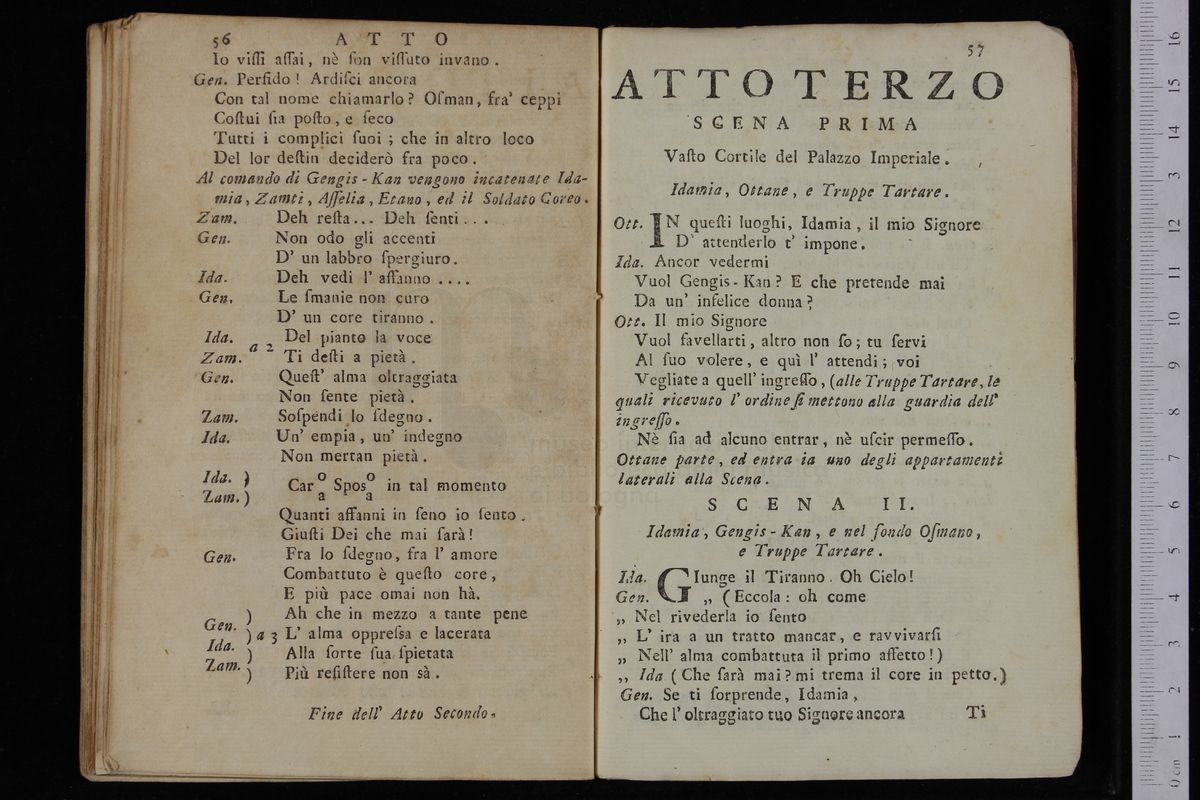 56 A T T O
Io viſſi aſſai, nè ſon viſſuto invano.
Gen. Perfido! Ardiſci ancora
Con tal nome chiamarlo? Oſman, fra' ceppi
Coſtui ſia poſto, e ſeco
Tutti i complici ſuoi; che in altro loco
Del lor deſtin deciderò fra poco.
Al comando di Gengis-Kan vengono incatenate Ida-
mia, Zamti, Aſſelia, Etano, ed il Soldato Coreo.
Zam. Deh reſta... Deh ſenti...
Gen. Non odo gli accenti
D' un labbro ſpergiuro.
Ida. Deh vedi l' affanno ....
Gen. Le ſmanie non curo
D' un core tiranno.
Ida. a 2 Del pianto la voce
Zam. Ti deſti a pietà.
Gen. Queſt' alma oltraggiata
Non ſente pietà.
Zam. Soſpendi lo ſdegno.
Ida. Un' empia, un' indegno
Non mertan pietà.
Ida. )
Zam. ) Car o/a Spos o/a in tal momento
Quanti affanni in ſeno io ſento.
Giuſti Dei che mai ſarà!
Gen. Fra lo ſdegno, fra l' amore
Combattuto è queſto core,
E più pace omai non hà.
Gen. ) Ah che in mezzo a tante pene
Ida. ) a 3 L' alma oppreſsa e lacerata
Zam. ) Alla ſorte ſua ſpietata
) Più reſiſtere non sà.
Fine dell' Atto Secondo.
57
ATTO TERZO
SCENA PRIMA
Vaſto Cortile del Palazzo Imperiale.
Idamia, Ottane, e Truppe Tartare.
Ott. IN queſti luoghi, Idamia, il mio Signore
D' attenderlo t' impone.
Ida. Ancor vedermi
Vuol Gengis-Kan? E che pretende mai
Da un' infelice donna?
Ott. Il mio Signore
Vuol favellarti, altro non ſo; tu ſervi
Al ſuo volere, e quì l' attendi; voi
Vegliate a quell' ingreſſo, (alle Truppe Tartare, le
quali ricevuto l' ordine ſi mettono alla guardia dell'
ingreſſo.
Nè ſia ad alcuno entrar, nè uſcir permeſſo.
Ottane parte, ed entra in uno degli appartamenti
laterali alla Scena.
S C E N A II.
Idamia, Gengis-Kan, e nel fondo Oſmano,
e Truppe Tartare.
Ida. GIunge il Tiranno. Oh Cielo!
Gen. „ (Eccola: oh come
„ Nel rivederla io ſento
„ L' ira a un tratto mancar, e ravvivarſi
„ Nell' alma combattuta il primo affetto!)
„ Ida (Che ſarà mai? mi trema il core in petto.)
Gen. Se ti ſorprende, Idamia,
Che l' oltraggiato tuo Signore ancora Ti